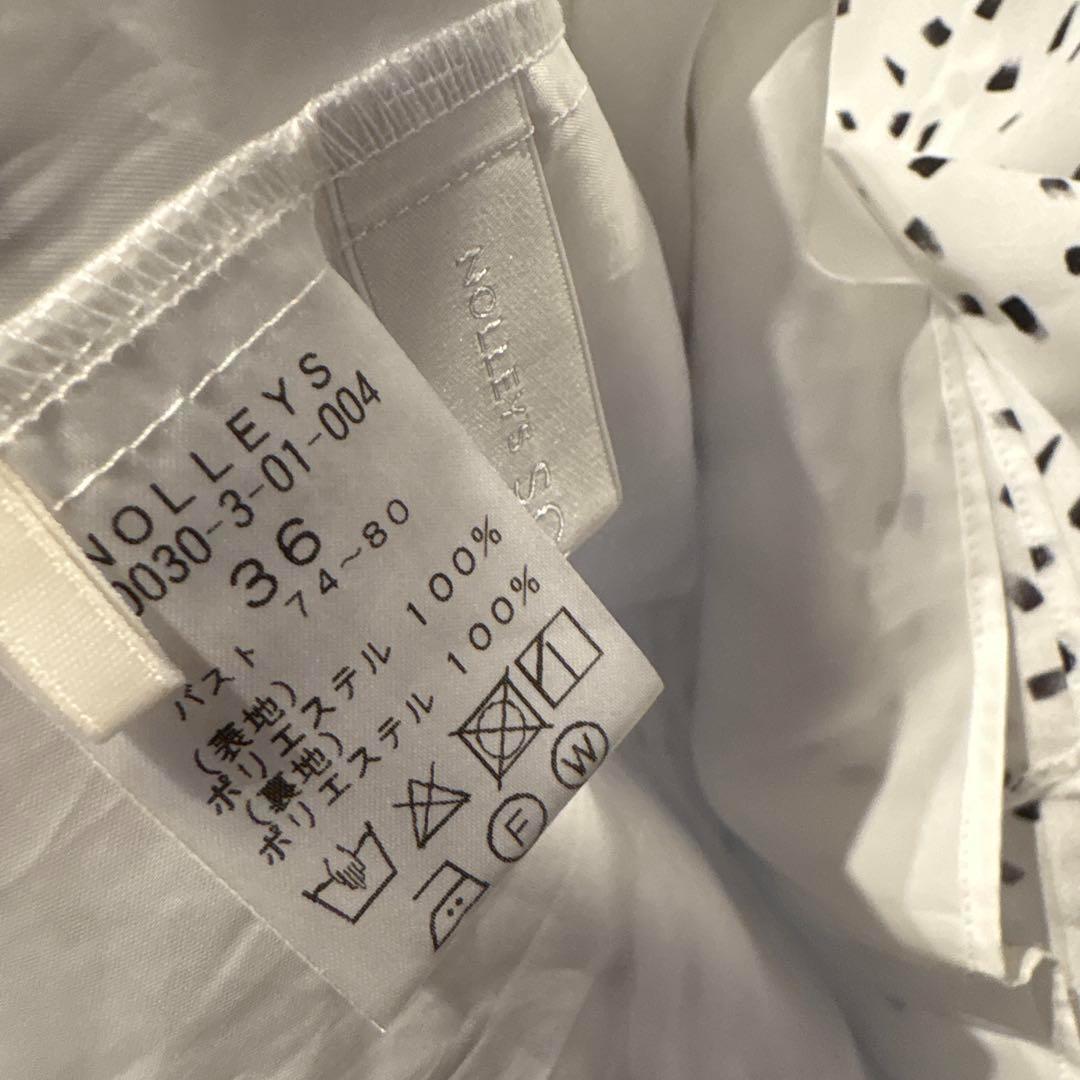 NOLLEYS
0030-3-01-004
36
バスト 74~80
(表地)
ポリエステル 100%
(裏地)
ポリエステル 100%
F
W
NOLLEY'S